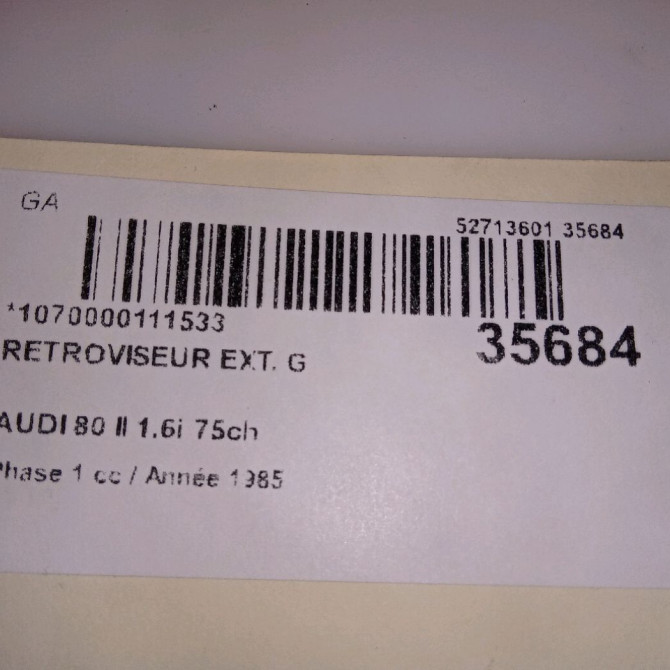 GA
52713601 35684
*1070000111533
35684
RETROVISEUR EXT. G
AUDI 80 II 1.6i 75ch
Phase 1 cc / Année 1985